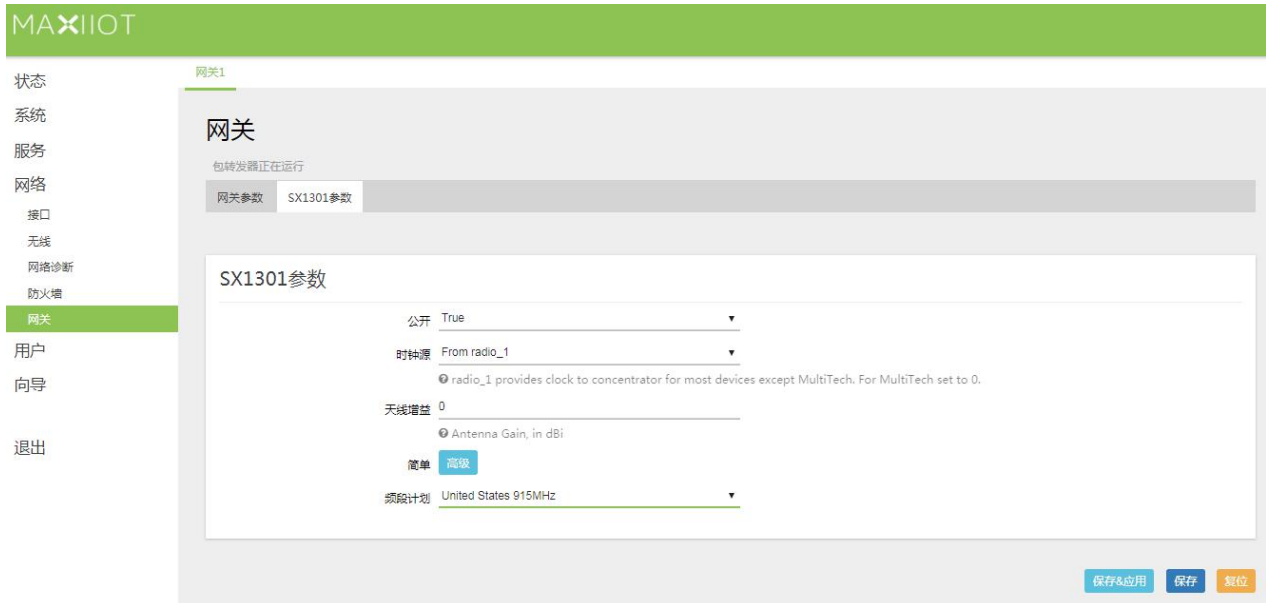 MAXIIOT
网关1
状态
系统
服务
网络
接口
无线
网络诊断
防火墙
网关
用户
向导
退出
网关
包转发器正在运行
网关参数 SX1301参数
SX1301参数
公开 True
时钟源 From radio_1
radio_1 provides clock to concentrator for most devices except MultiTech. For MultiTech set to 0.
天线增益 0
Antenna Gain, in dBi
简单 高级
频段计划 United States 915MHz
保存&应用 保存 复位